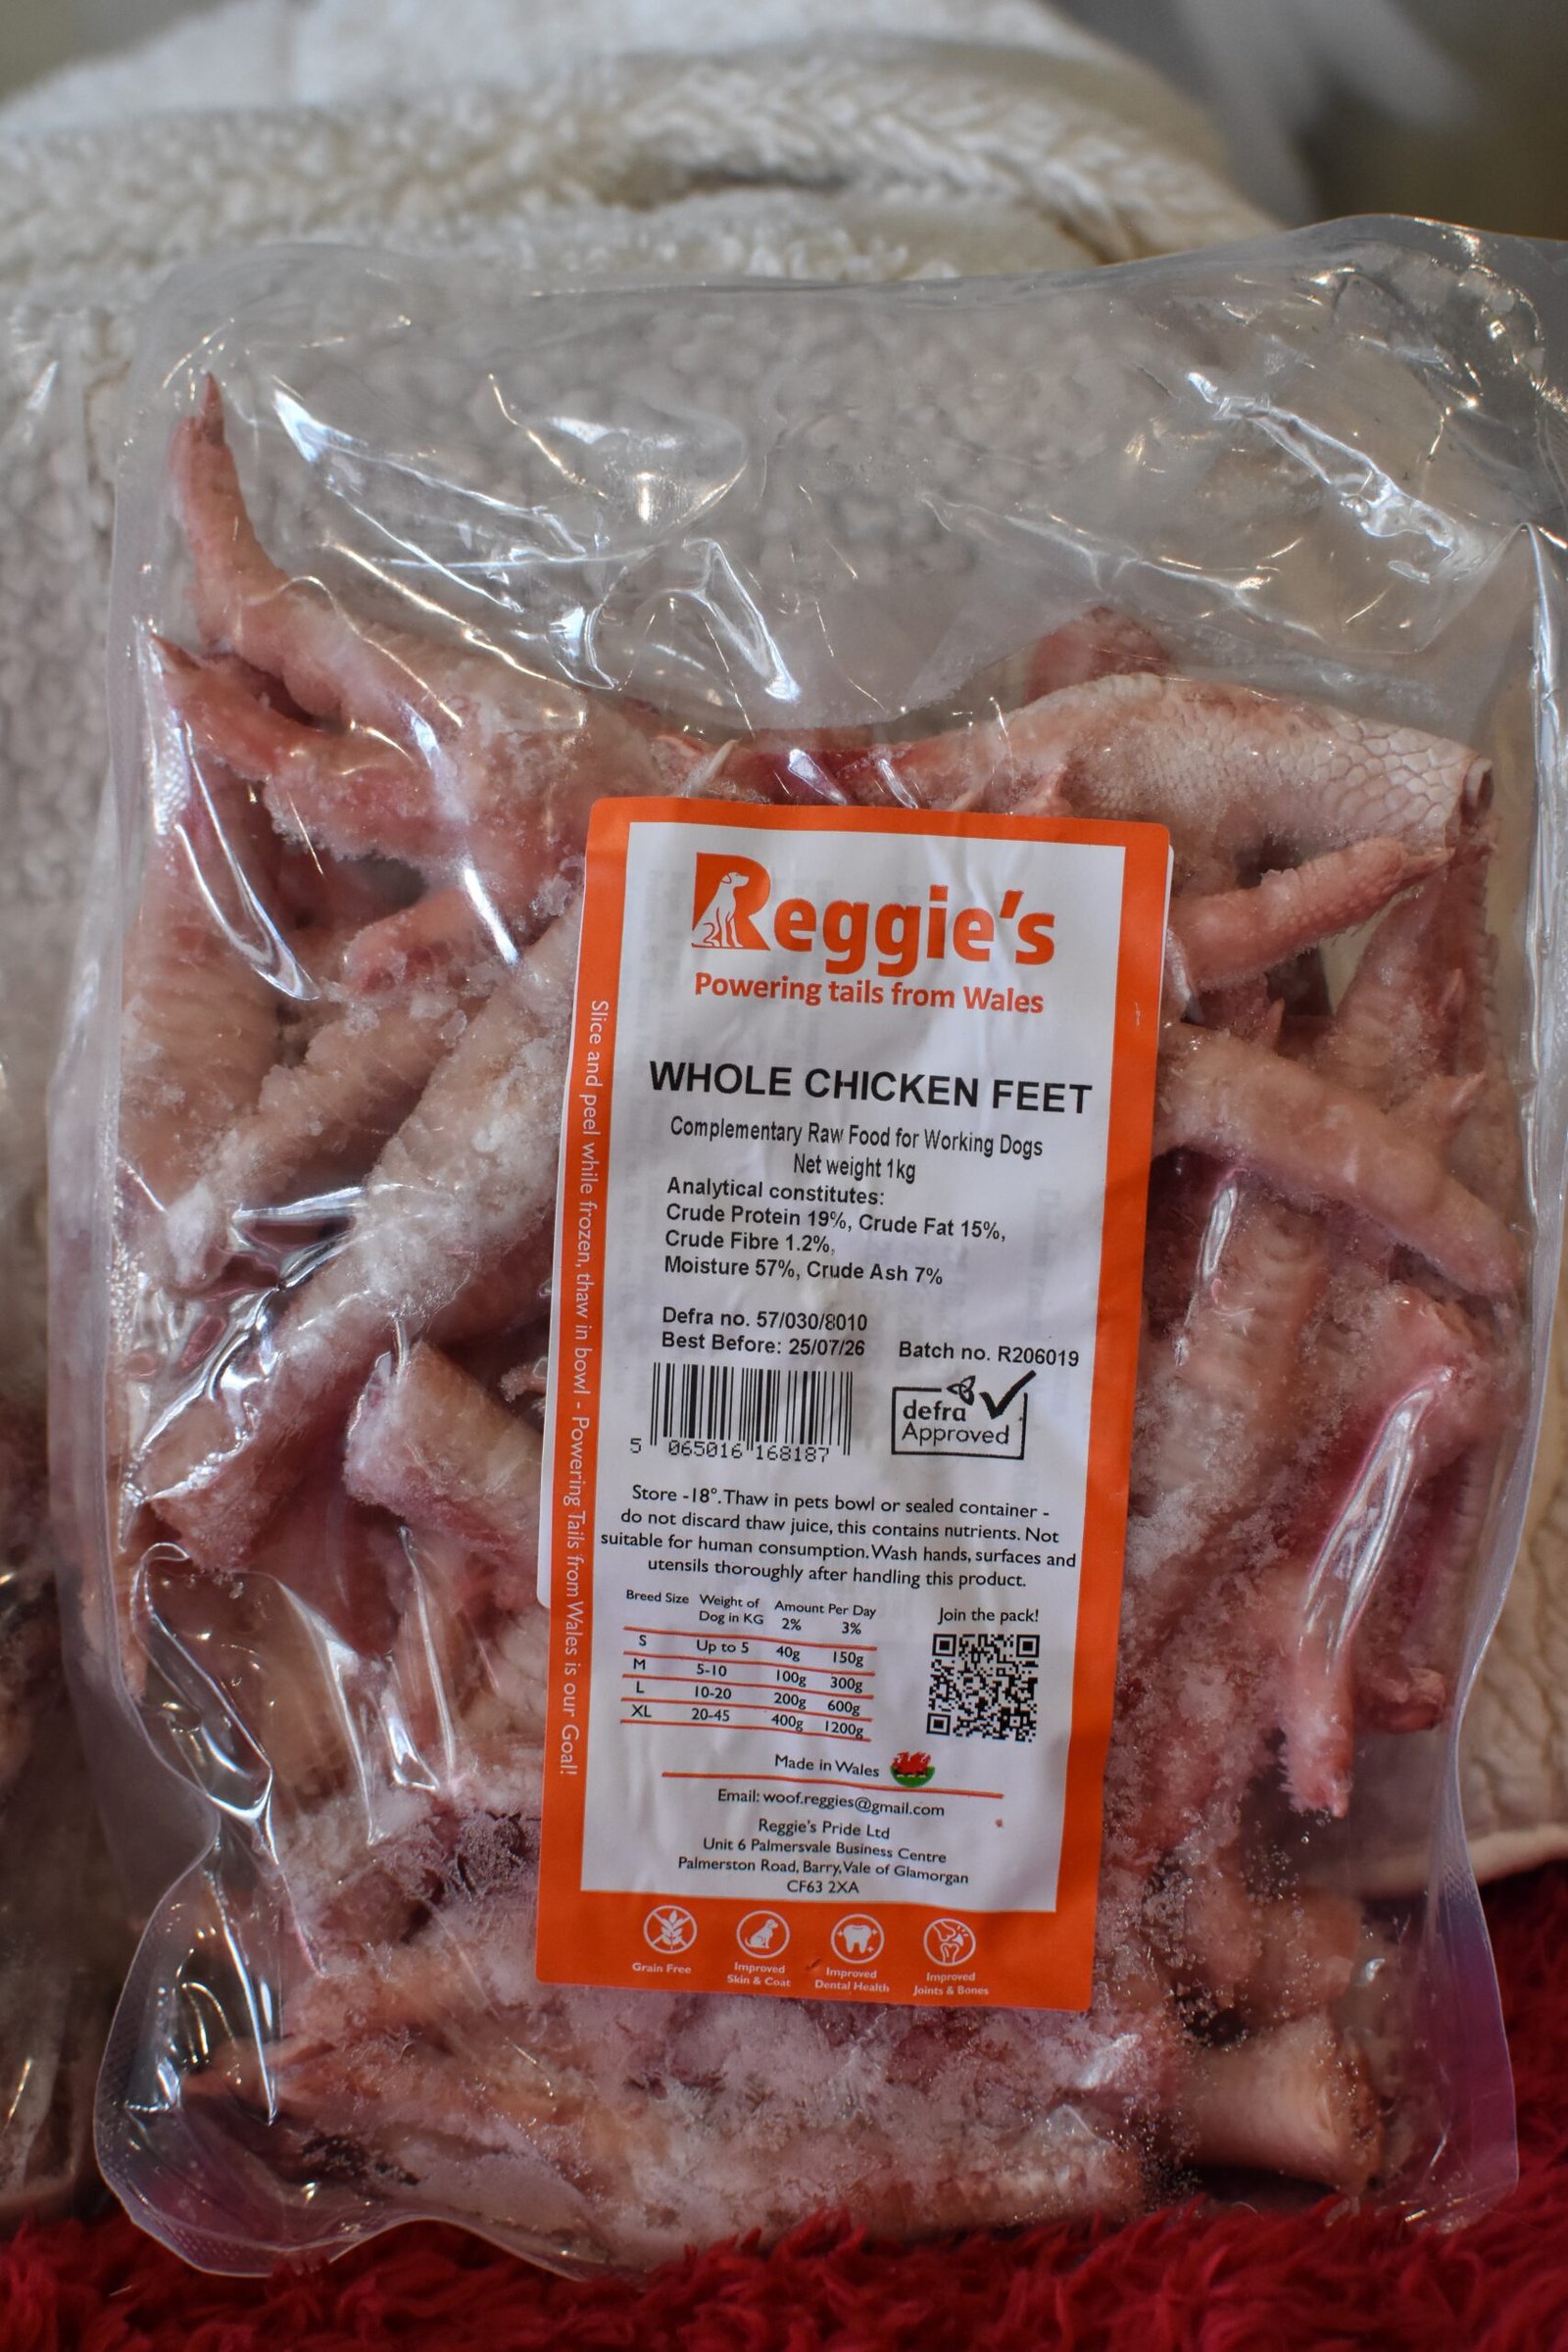 Reggie's
Powering tails from Wales
WHOLE CHICKEN FEET
Complementary Raw Food for Working Dogs
Net weight 1kg
Analytical constitutes:
Crude Protein 19%, Crude Fat 15%,
Crude Fibre 1.2%,
Moisture 57%, Crude Ash 7%
Defra no. 57/030/8010
Best Before: 25/07/26 Batch no. R206019
5 065016 168187
defra
Approved
Store -18°. Thaw in pets bowl or sealed container -
do not discard thaw juice, this contains nutrients. Not
suitable for human consumption. Wash hands, surfaces and
utensils thoroughly after handling this product.
Breed Size Weight of Amount Per Day
Dog in KG 2% 3%
S Up to 5 40g 150g
M 5-10 100g 300g
L 10-20 200g 600g
XL 20-45 400g 1200g
Join the pack!
Made in Wales
Email: woof.reggies@gmail.com
Reggie's Pride Ltd
Unit 6 Palmersvale Business Centre
Palmerston Road, Barry, Vale of Glamorgan
CF63 2XA
Grain Free
Improved
Skin & Coat
Improved
Dental Health
Improved
Joints & Bones
Slice and peel while frozen, thaw in bowl - Powering Tails from Wales is our Goal!